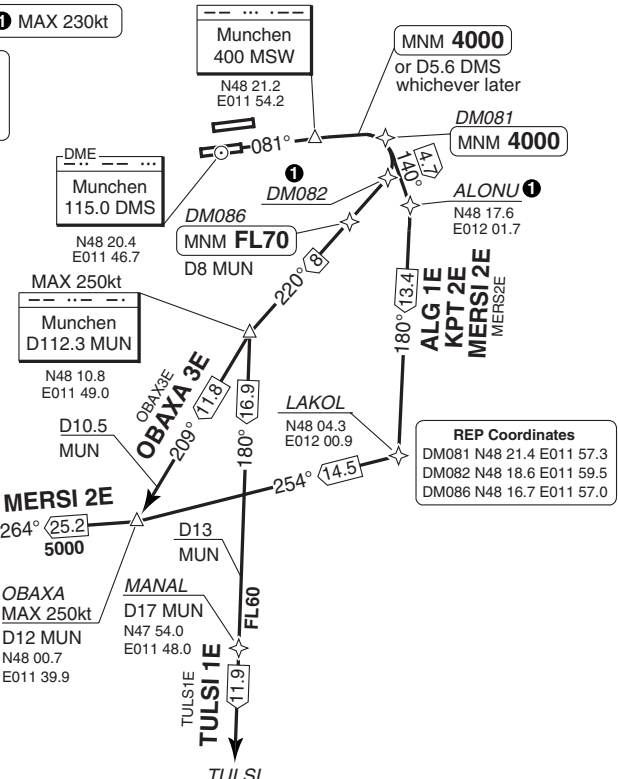 ❶ MAX 230kt
Munchen
400 MSW
N48 21.2
E011 54.2
MNM 4000
or D5.6 DMS
whichever later
DM081
MNM 4000
081°
140°
4.7
DME
Munchen
115.0 DMS
N48 20.4
E011 46.7
❶
DM082
ALONU ❶
N48 17.6
E012 01.7
DM086
MNM FL70
D8 MUN
220°
8
MAX 250kt
Munchen
D112.3 MUN
N48 10.8
E011 49.0
180°
13.4
ALG 1E
KPT 2E
MERSI 2E
MERS2E
OBAX3E
OBAXA 3E
209°
11.8
180°
16.9
D10.5
MUN
LAKOL
N48 04.3
E012 00.9
REP Coordinates
DM081 N48 21.4 E011 57.3
DM082 N48 18.6 E011 59.5
DM086 N48 16.7 E011 57.0
254°
14.5
MERSI 2E
264°
25.2
5000
D13
MUN
OBAXA
MAX 250kt
D12 MUN
N48 00.7
E011 39.9
MANAL
D17 MUN
N47 54.0
E011 48.0
FL60
TULS1E
TULSI 1E
11.9
TULSI